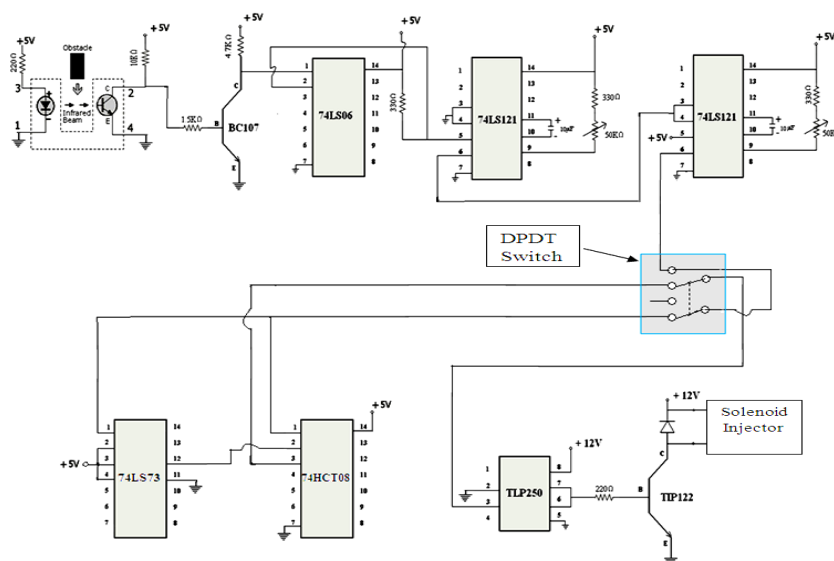 +5V
220Ω
3
1
Obstacle
Infrared
Beam
C
E
+5V
10KΩ
2
4
15KΩ
+5V
47KΩ
C
B
BC107
E
1
2
3
4
5
6
7
74LS06
14
13
12
11
10
9
8
+5V
330Ω
1
2
3
4
5
6
7
74LS121
14
13
12
11
10
9
8
+
10µF
-
+5V
330Ω
50KΩ
1
2
3
4
+5V
5
6
7
74LS121
14
13
12
11
10
9
8
+
10µF
-
+5V
330Ω
50K
DPDT
Switch
+5V
1
2
3
4
5
6
7
74LS73
14
13
12
11
10
9
8
1
2
3
4
5
6
7
74HCT08
+5V
14
13
12
11
10
9
8
1
2
3
4
TLP250
+ 12V
8
7
6
5
220Ω
+ 12V
C
B
TIP122
E
Solenoid
Injector